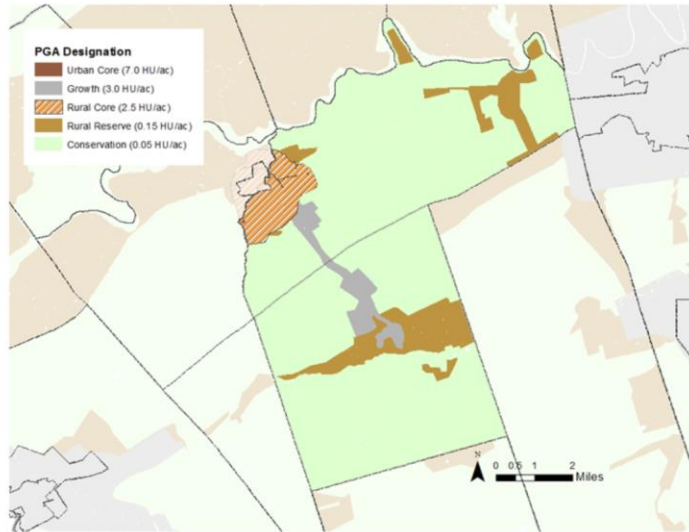 PGA Designation
Urban Core (7.0 HU/ac)
Growth (3.0 HU/ac)
Rural Core (2.5 HU/ac)
Rural Reserve (0.15 HU/ac)
Conservation (0.05 HU/ac)
N
0 0.5 1 2
Miles